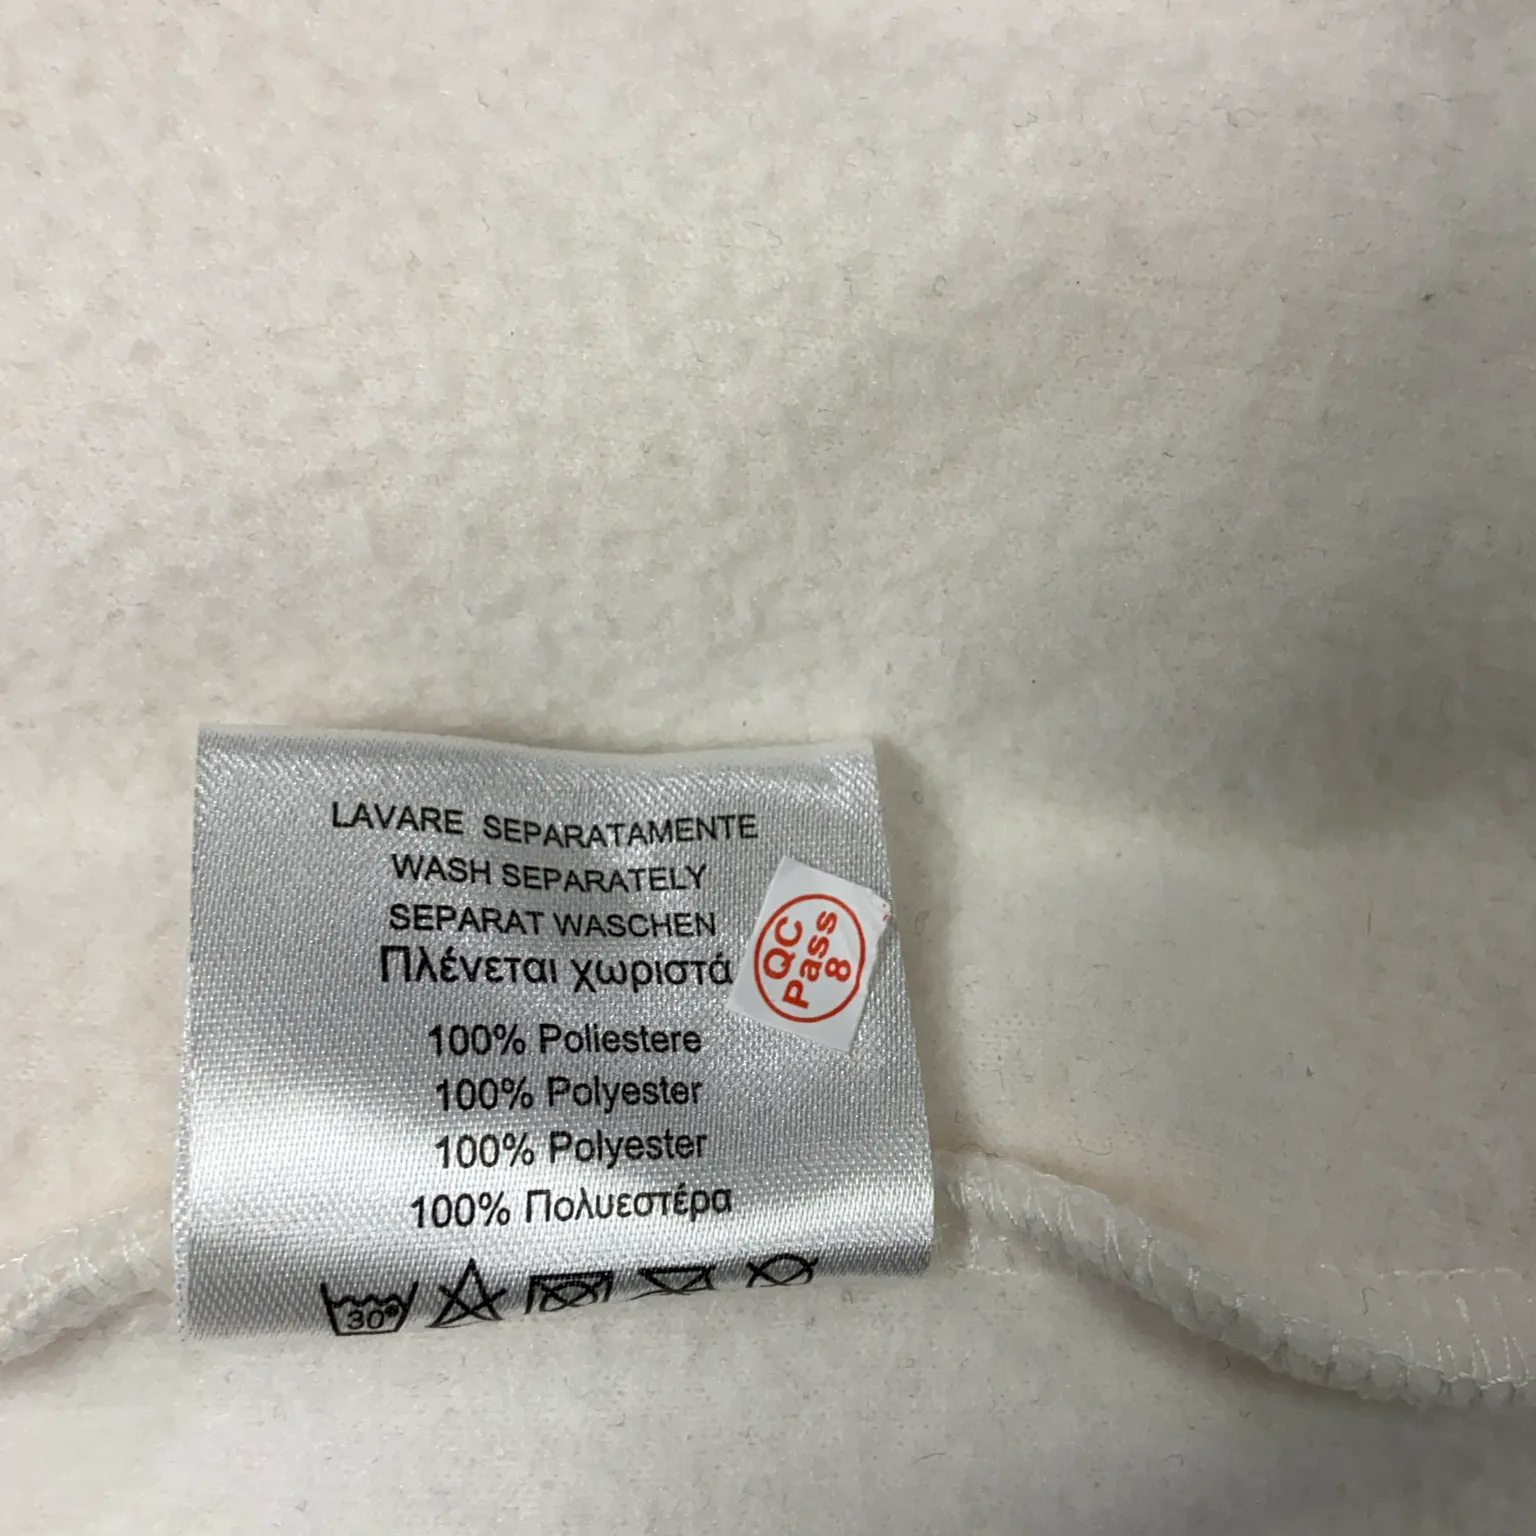 LAVARE SEPARATAMENTE
WASH SEPARATELY
SEPARAT WASCHEN
Πλένεται χωριστά
QC
Pass
8
100% Poliestere
100% Polyester
100% Polyester
100% Πολυεστέρα
30°